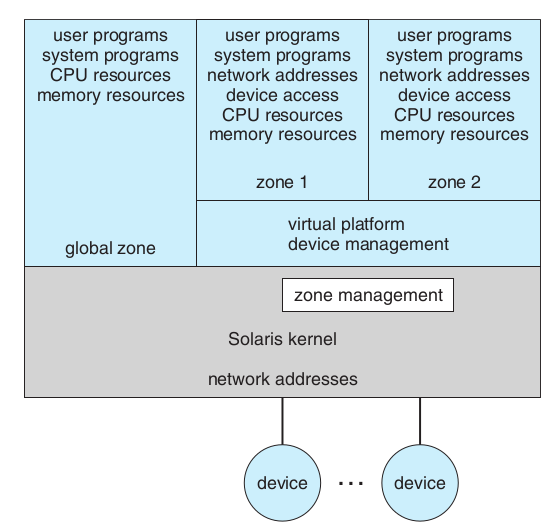 user programs
system programs
CPU resources
memory resources
global zone
user programs
system programs
network addresses
device access
CPU resources
memory resources
zone 1
user programs
system programs
network addresses
device access
CPU resources
memory resources
zone 2
virtual platform
device management
zone management
Solaris kernel
network addresses
device
...
device